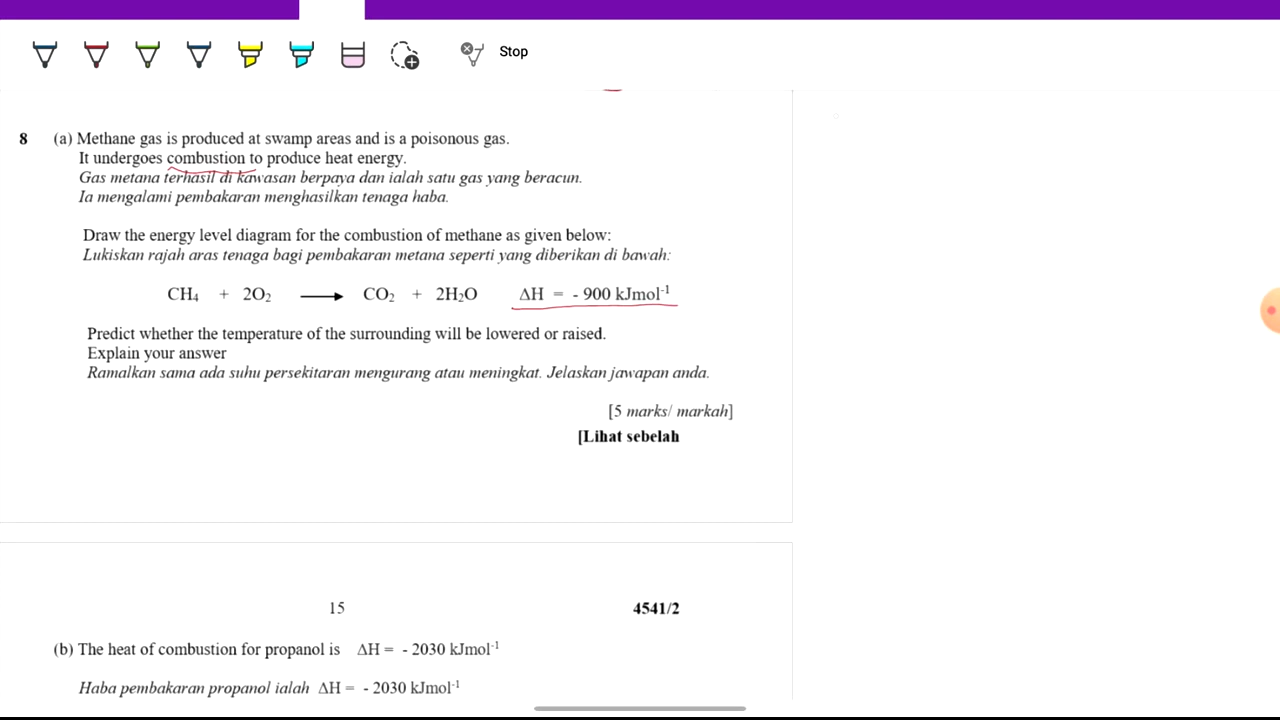 Stop
8 (a) Methane gas is produced at swamp areas and is a poisonous gas.
It undergoes combustion to produce heat energy.
Gas metana terhasil di kawasan berpaya dan ialah satu gas yang beracun.
Ia mengalami pembakaran menghasilkan tenaga haba.
Draw the energy level diagram for the combustion of methane as given below:
Lukiskan rajah aras tenaga bagi pembakaran metana seperti yang diberikan di bawah:
CH₄ + 2O₂ ⟶ CO₂ + 2H₂O ΔH = - 900 kJmol⁻¹
Predict whether the temperature of the surrounding will be lowered or raised.
Explain your answer
Ramalkan sama ada suhu persekitaran mengurang atau meningkat. Jelaskan jawapan anda.
[5 marks/ markah]
[Lihat sebelah
15 4541/2
(b) The heat of combustion for propanol is ΔH = - 2030 kJmol⁻¹
Haba pembakaran propanol ialah ΔH = - 2030 kJmol⁻¹